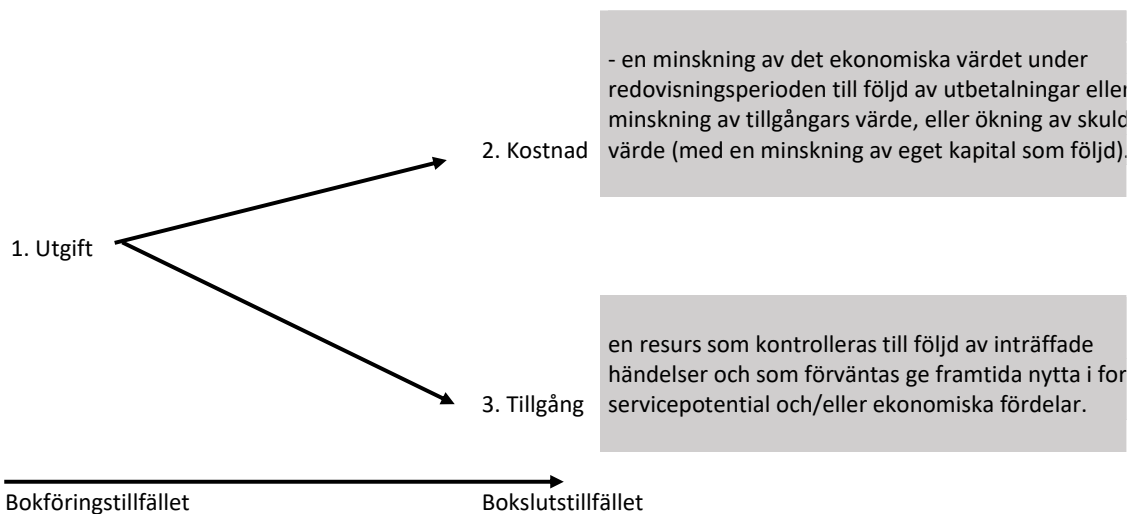 - en minskning av det ekonomiska värdet under
redovisningsperioden till följd av utbetalningar eller
minskning av tillgångars värde, eller ökning av skuld
2. Kostnad värde (med en minskning av eget kapital som följd).
1. Utgift
en resurs som kontrolleras till följd av inträffade
händelser och som förväntas ge framtida nytta i for
3. Tillgång servicepotential och/eller ekonomiska fördelar.
Bokföringstillfället Bokslutstillfället